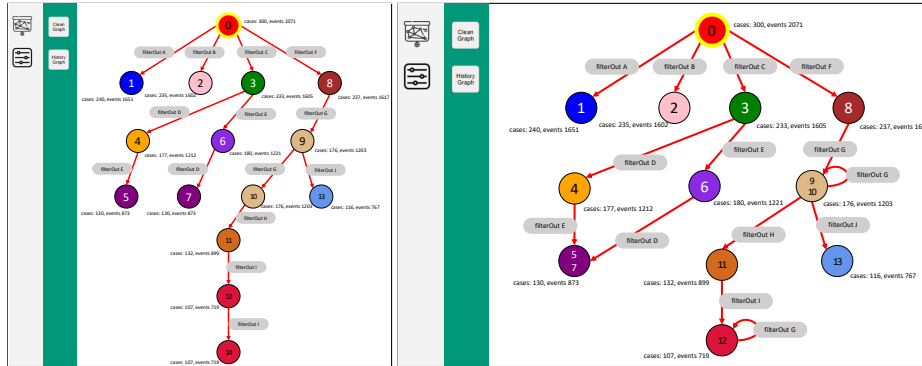 Clean
Graph
History
Graph
0
cases: 300, events 2071
filterOut A
filterOut B
filterOut C
filterOut F
1
2
3
8
cases: 240, events 1651
cases: 235, events 1602
cases: 233, events 1605
cases: 237, events 1617
filterOut D
filterOut E
filterOut G
4
6
9
cases: 177, events 1212
cases: 180, events 1221
cases: 176, events 1203
filterOut E
filterOut D
filterOut G
filterOut J
5
7
10
13
cases: 130, events 873
cases: 130, events 873
cases: 176, events 1203
cases: 116, events 767
filterOut H
11
cases: 132, events 899
filterOut I
12
cases: 107, events 719
filterOut I
14
cases: 107, events 719
Clean
Graph
History
Graph
0
cases: 300, events 2071
filterOut A
filterOut B
filterOut C
filterOut F
1
2
3
8
cases: 240, events 1651
cases: 235, events 1602
cases: 233, events 1605
cases: 237, events 16
filterOut D
filterOut E
filterOut G
filterOut G
4
6
9
10
cases: 177, events 1212
cases: 180, events 1221
cases: 176, events 1203
filterOut E
filterOut D
filterOut H
filterOut J
5
7
11
13
cases: 130, events 873
cases: 132, events 899
cases: 116, events 767
filterOut I
filterOut G
12
cases: 107, events 719